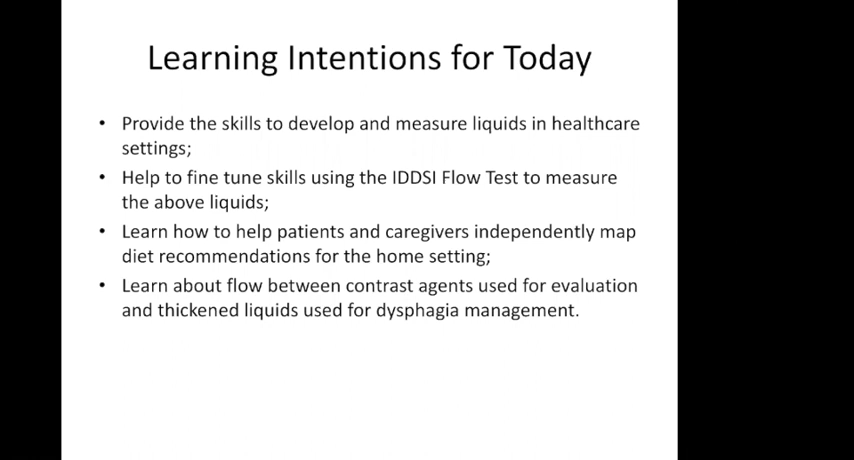 Learning Intentions for Today
• Provide the skills to develop and measure liquids in healthcare
settings;
• Help to fine tune skills using the IDDSI Flow Test to measure
the above liquids;
• Learn how to help patients and caregivers independently map
diet recommendations for the home setting;
• Learn about flow between contrast agents used for evaluation
and thickened liquids used for dysphagia management.